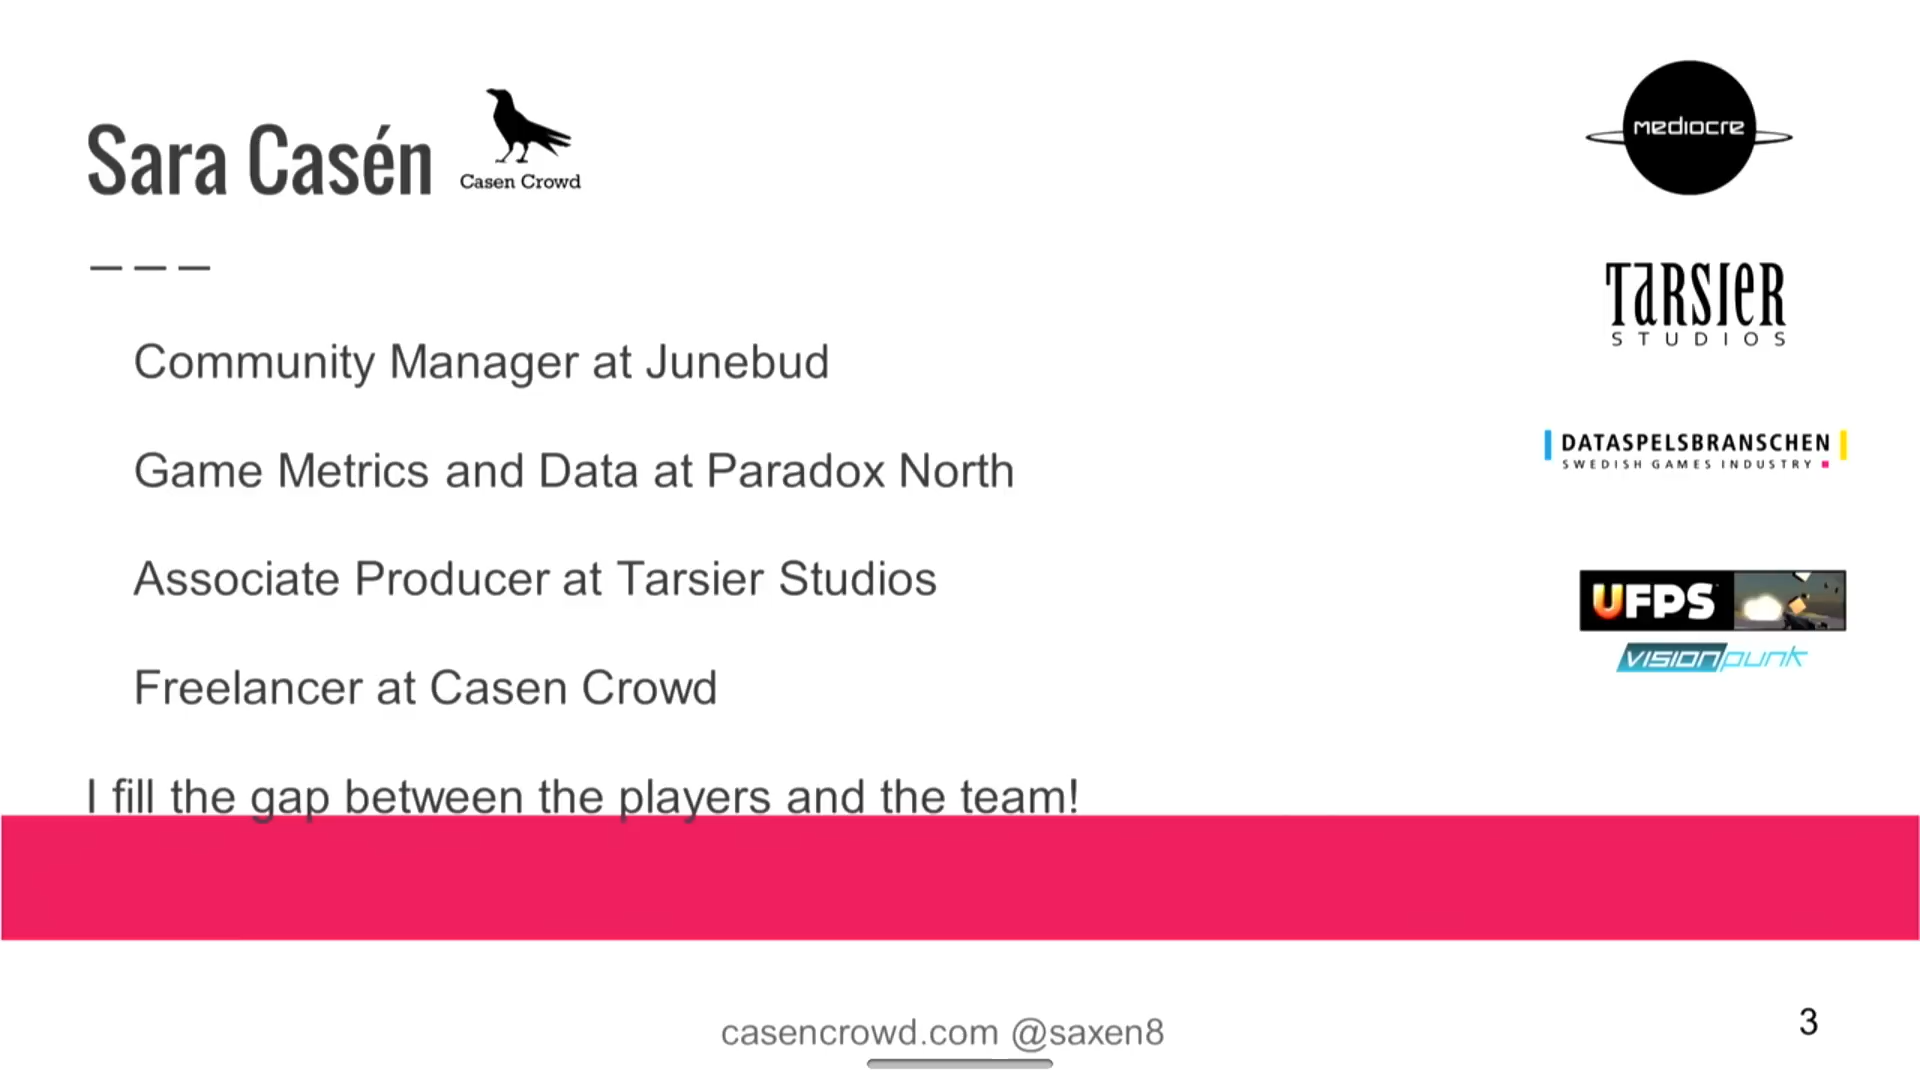 Sara Casén
Casen Crowd
mediocre
TARSIER
STUDIOS
DATASPELSBRANSCHEN
SWEDISH GAMES INDUSTRY
UFPS
visionpunk
Community Manager at Junebud
Game Metrics and Data at Paradox North
Associate Producer at Tarsier Studios
Freelancer at Casen Crowd
I fill the gap between the players and the team!
casencrowd.com @saxen8
3